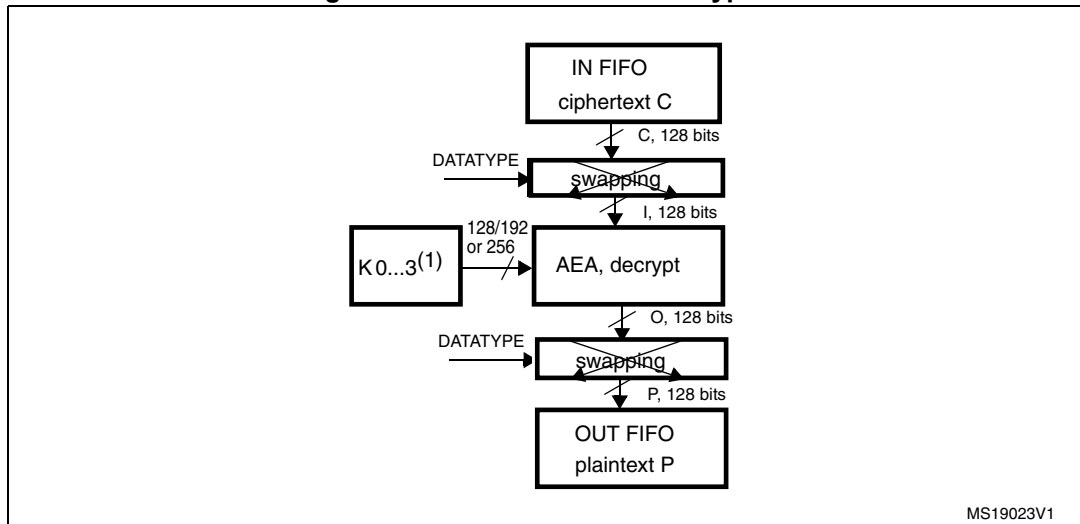 IN FIFO
ciphertext C
C, 128 bits
DATATYPE
swapping
I, 128 bits
128/192
or 256
K 0...3(1)
AEA, decrypt
O, 128 bits
DATATYPE
swapping
P, 128 bits
OUT FIFO
plaintext P
MS19023V1